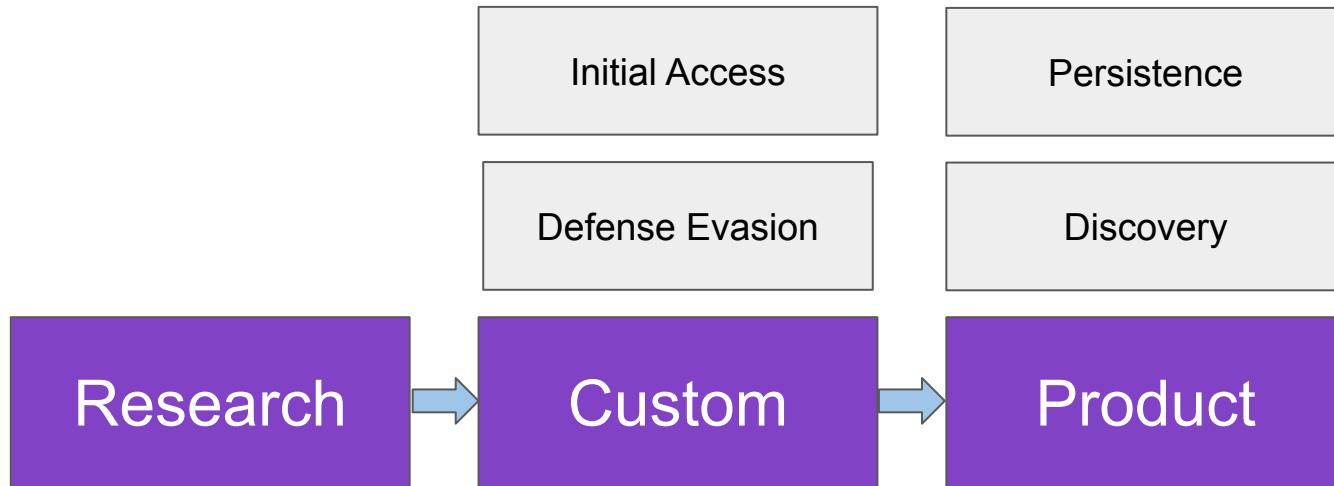 Initial Access
Persistence
Defense Evasion
Discovery
Research
Custom
Product